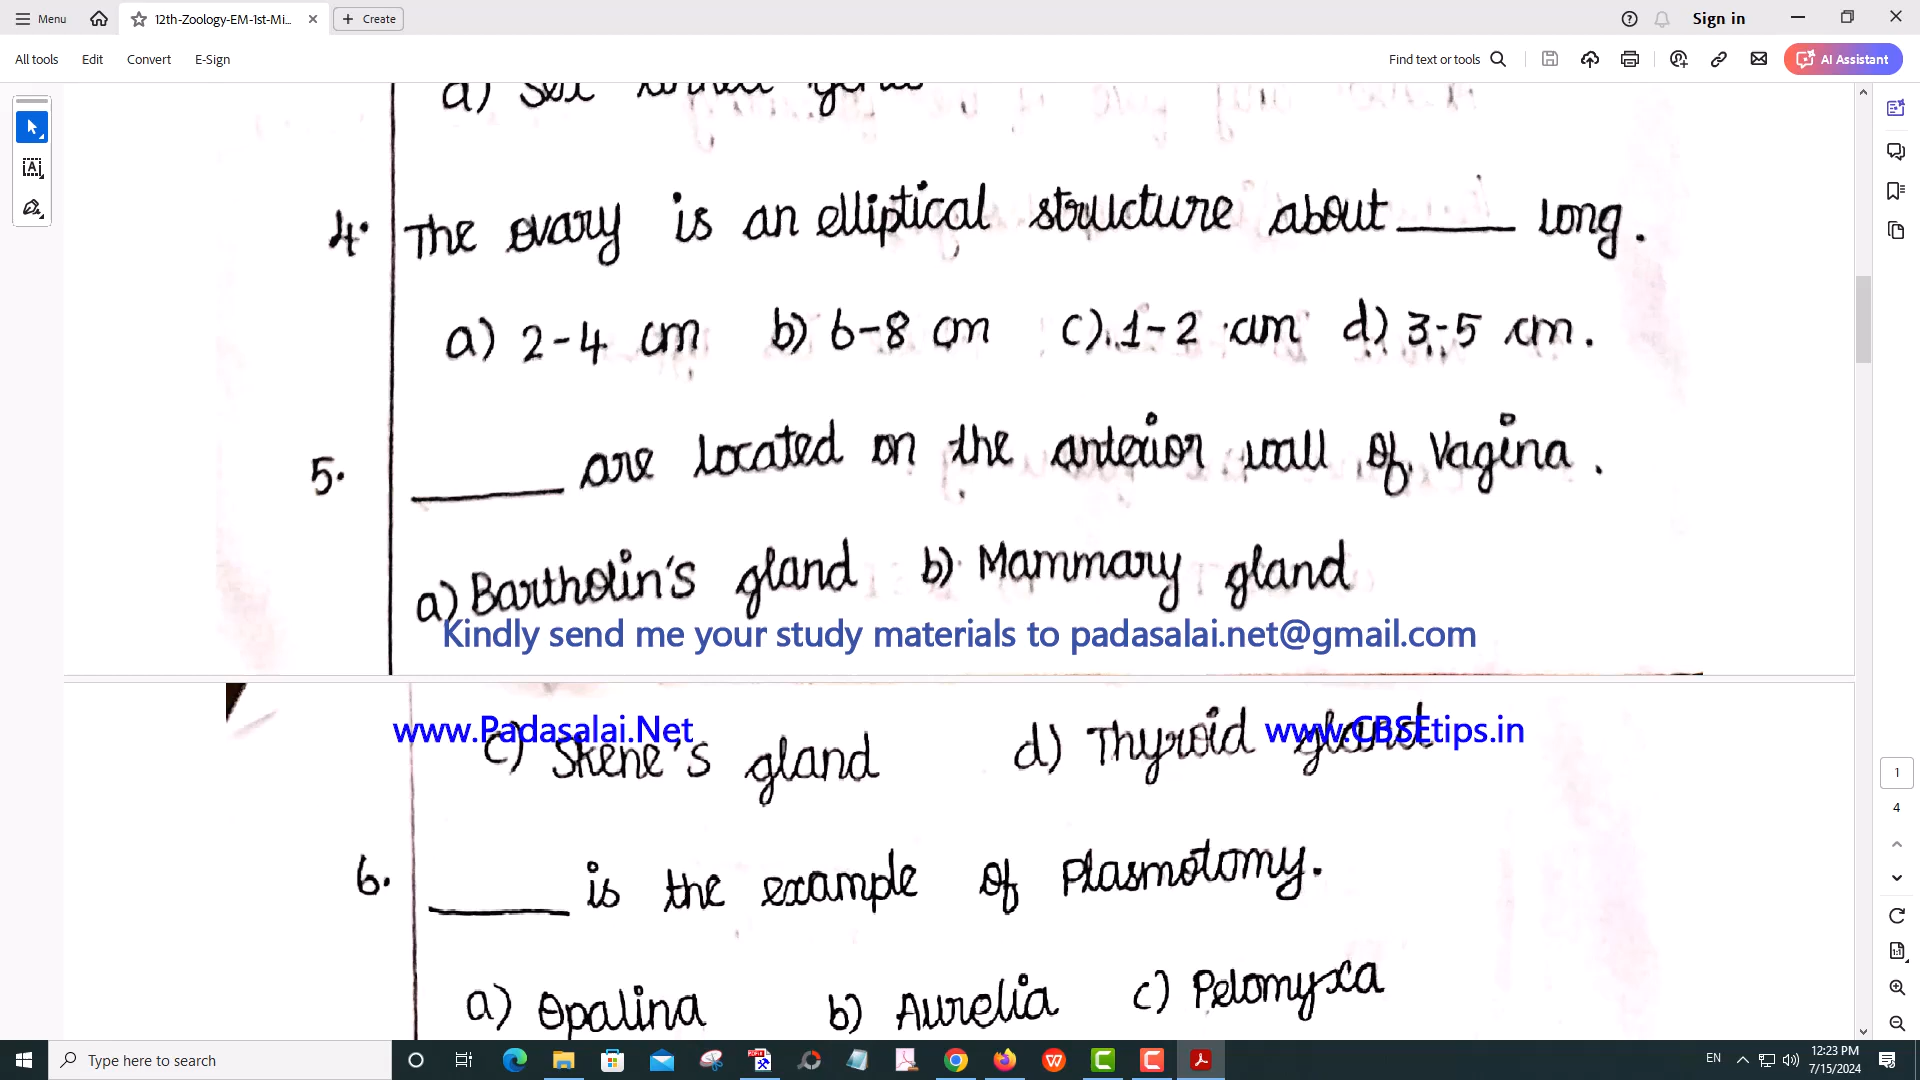 Menu
12th-Zoology-EM-1st-Mi...
Create
Sign in
All tools Edit Convert E-Sign
Find text or tools
AI Assistant
4. The ovary is an elliptical structure about ____ long.
a) 2-4 cm b) 6-8 cm c) 1-2 cm d) 3-5 cm.
5. ____ are located on the anterior wall of Vagina.
a) Bartholin's gland b) Mammary gland
Kindly send me your study materials to padasalai.net@gmail.com
www.Padasalai.Net www.CBSEtips.in
c) Skene's gland d) Thyroid gland
6. ____ is the example of Plasmotomy.
a) Opalina b) Aurelia c) Pelomyxa
1
4
Type here to search
EN
12:23 PM
7/15/2024